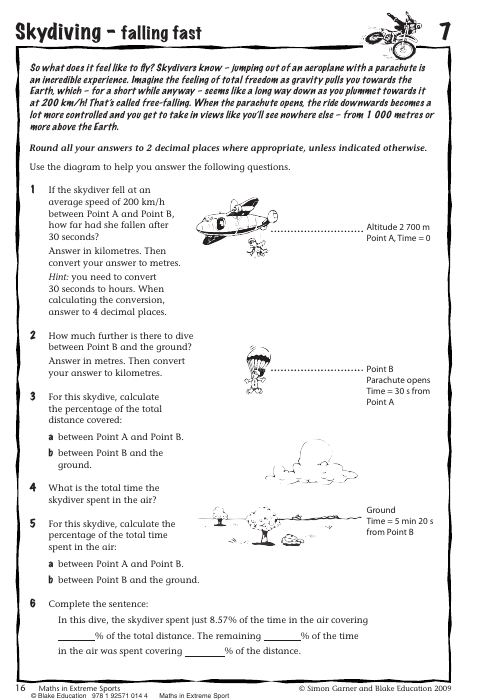 Skydiving – falling fast
7
So what does it feel like to fly? Skydivers know – jumping out of an aeroplane with a parachute is
an incredible experience. Imagine the feeling of total freedom as gravity pulls you towards the
Earth, which – for a short while anyway – seems like a long way down as you plummet towards it
at 200 km/h! That's called free-falling. When the parachute opens, the ride downwards becomes a
lot more controlled and you get to take in views like you'll see nowhere else – from 1 000 metres or
more above the Earth.
Round all your answers to 2 decimal places where appropriate, unless indicated otherwise.
Use the diagram to help you answer the following questions.
1 If the skydiver fell at an
average speed of 200 km/h
between Point A and Point B,
how far had she fallen after
30 seconds?
Answer in kilometres. Then
convert your answer to metres.
Hint: you need to convert
30 seconds to hours. When
calculating the conversion,
answer to 4 decimal places.
Altitude 2 700 m
Point A, Time = 0
2 How much further is there to dive
between Point B and the ground?
Answer in metres. Then convert
your answer to kilometres.
Point B
Parachute opens
Time = 30 s from
Point A
3 For this skydive, calculate
the percentage of the total
distance covered:
a between Point A and Point B.
b between Point B and the
ground.
4 What is the total time the
skydiver spent in the air?
Ground
Time = 5 min 20 s
from Point B
5 For this skydive, calculate the
percentage of the total time
spent in the air:
a between Point A and Point B.
b between Point B and the ground.
6 Complete the sentence:
In this dive, the skydiver spent just 8.57% of the time in the air covering
_______% of the total distance. The remaining _______% of the time
in the air was spent covering _______% of the distance.
16 Maths in Extreme Sports
© Simon Garner and Blake Education 2009
© Blake Education 978 1 92571 014 4 Maths in Extreme Sports